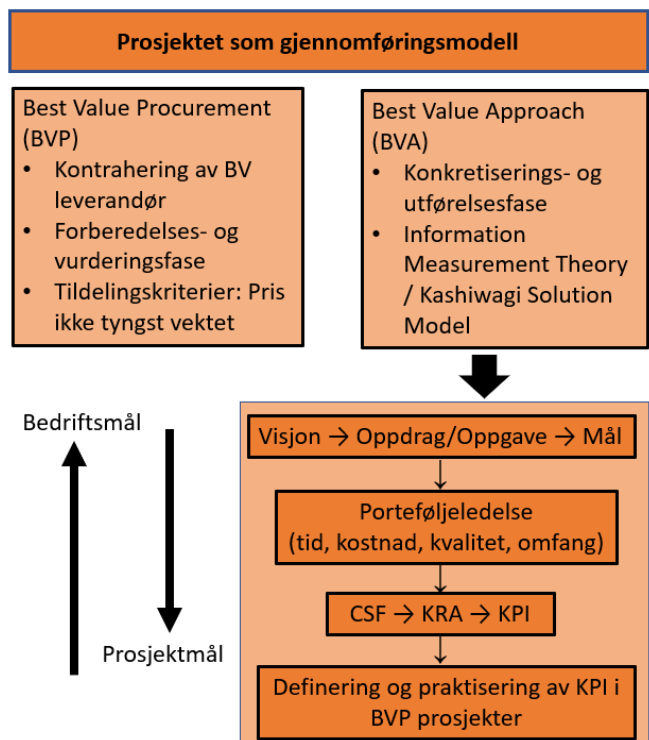 Prosjektet som gjennomføringsmodell
Best Value Procurement
(BVP)
• Kontrahering av BV
leverandør
• Forberedelses- og
vurderingsfase
• Tildelingskriterier: Pris
ikke tyngst vektet
Best Value Approach
(BVA)
• Konkretiserings- og
utførelsesfase
• Information
Measurement Theory
/ Kashiwagi Solution
Model
Bedriftsmål
Prosjektmål
Visjon → Oppdrag/Oppgave → Mål
Porteføljeledelse
(tid, kostnad, kvalitet, omfang)
CSF → KRA → KPI
Definering og praktisering av KPI i
BVP prosjekter